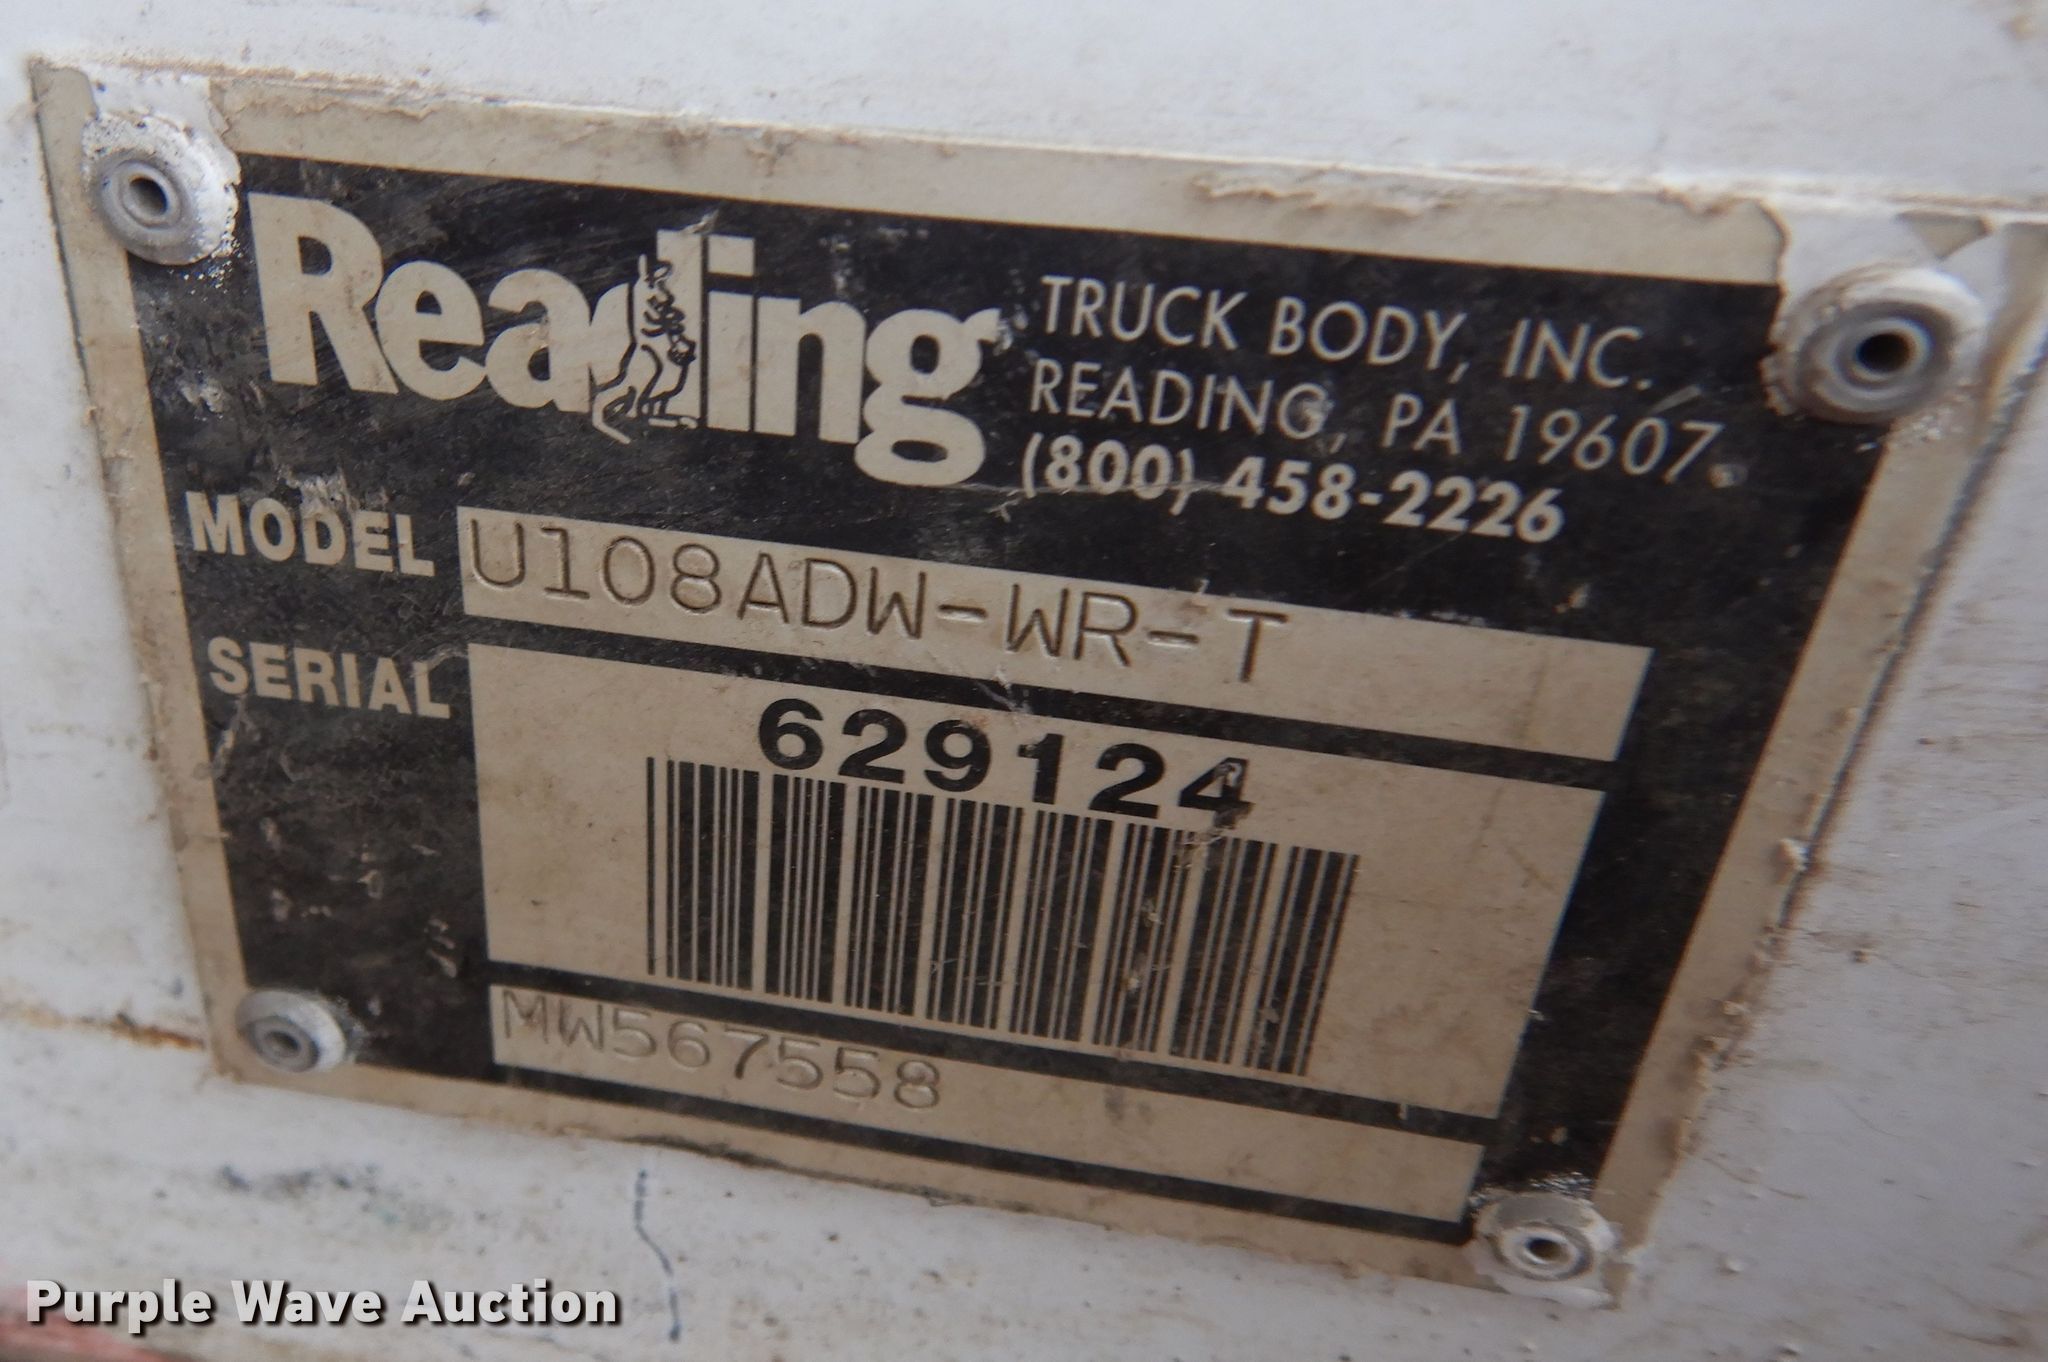 Reading
TRUCK BODY, INC.
READING, PA 19607
(800) 458-2226
MODEL U108ADW-WR-T
SERIAL 629124
MW567558
Purple Wave Auction